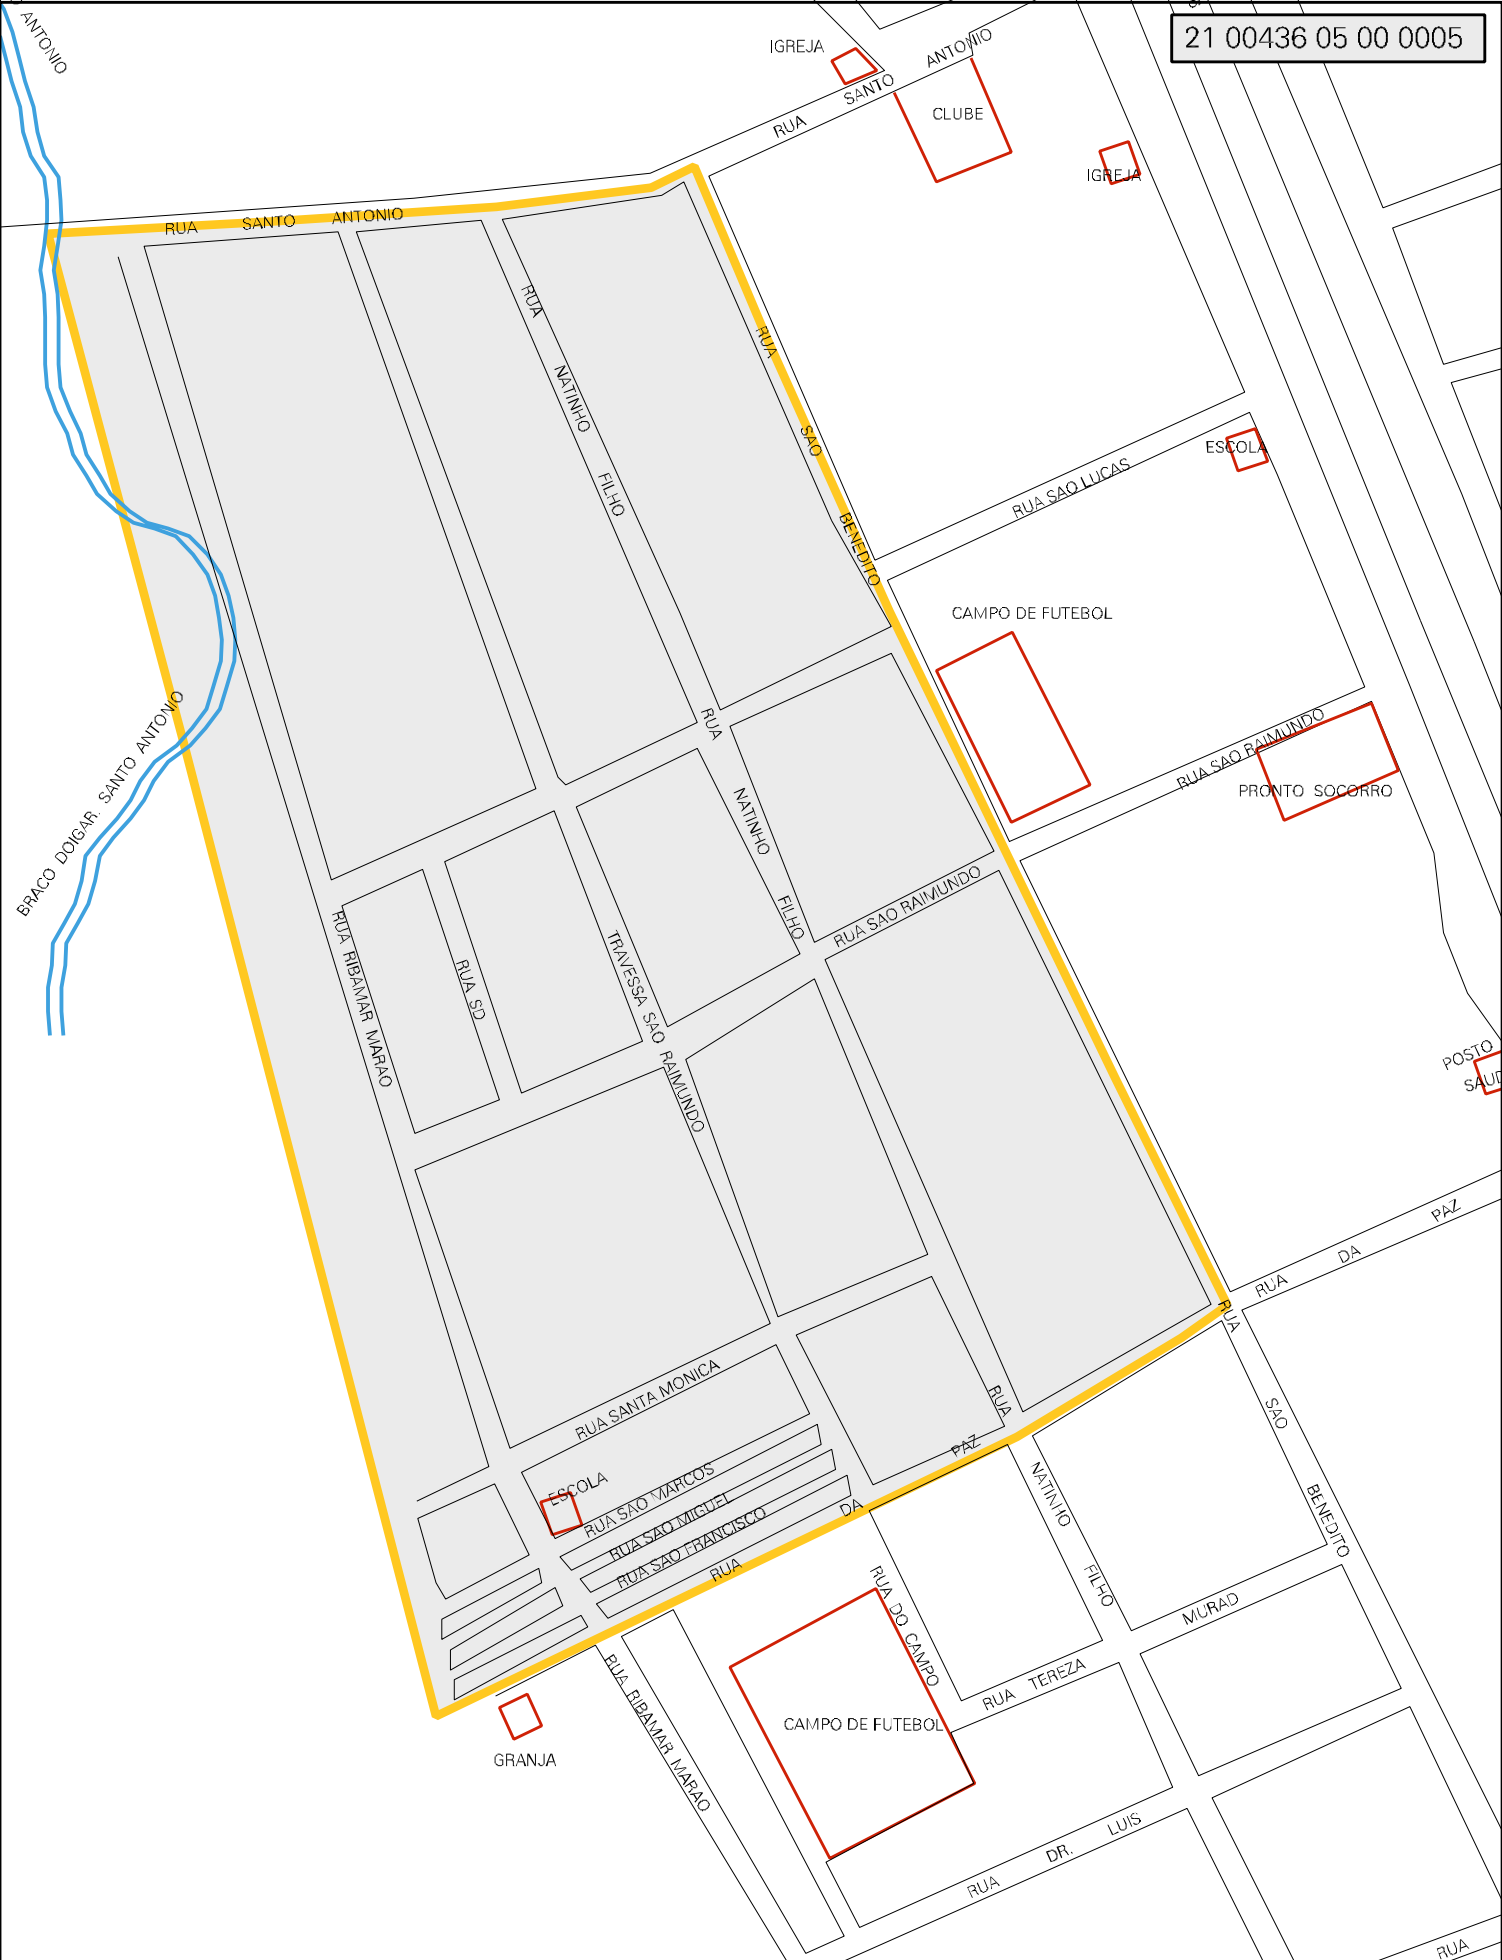 ANTONIO
21 00436 05 00 0005
IGREJA
RUA SANTO ANTONIO
CLUBE
IGREJA
RUA SANTO ANTONIO
RUA NATINHO FILHO
RUA SAO BENEDITO
RUA SAO LUCAS
ESCOLA
CAMPO DE FUTEBOL
RUA SAO RAIMUNDO
PRONTO SOCORRO
BRACO DOIGAR. SANTO ANTONIO
RUA NATINHO FILHO
RUA SAO RAIMUNDO
RUA RIBAMAR MARAO
RUA SD
TRAVESSA SAO RAIMUNDO
POSTO
SAUD
RUA DA PAZ
RUA SAO BENEDITO
RUA SANTA MONICA
ESCOLA
RUA SAO MARCOS
RUA SAO MIGUEL
RUA SAO FRANCISCO
RUA DA PAZ
RUA NATINHO FILHO
RUA DO CAMPO
MURAD
RUA TEREZA
CAMPO DE FUTEBOL
RUA RIBAMAR MARAO
GRANJA
RUA DR. LUIS
RUA